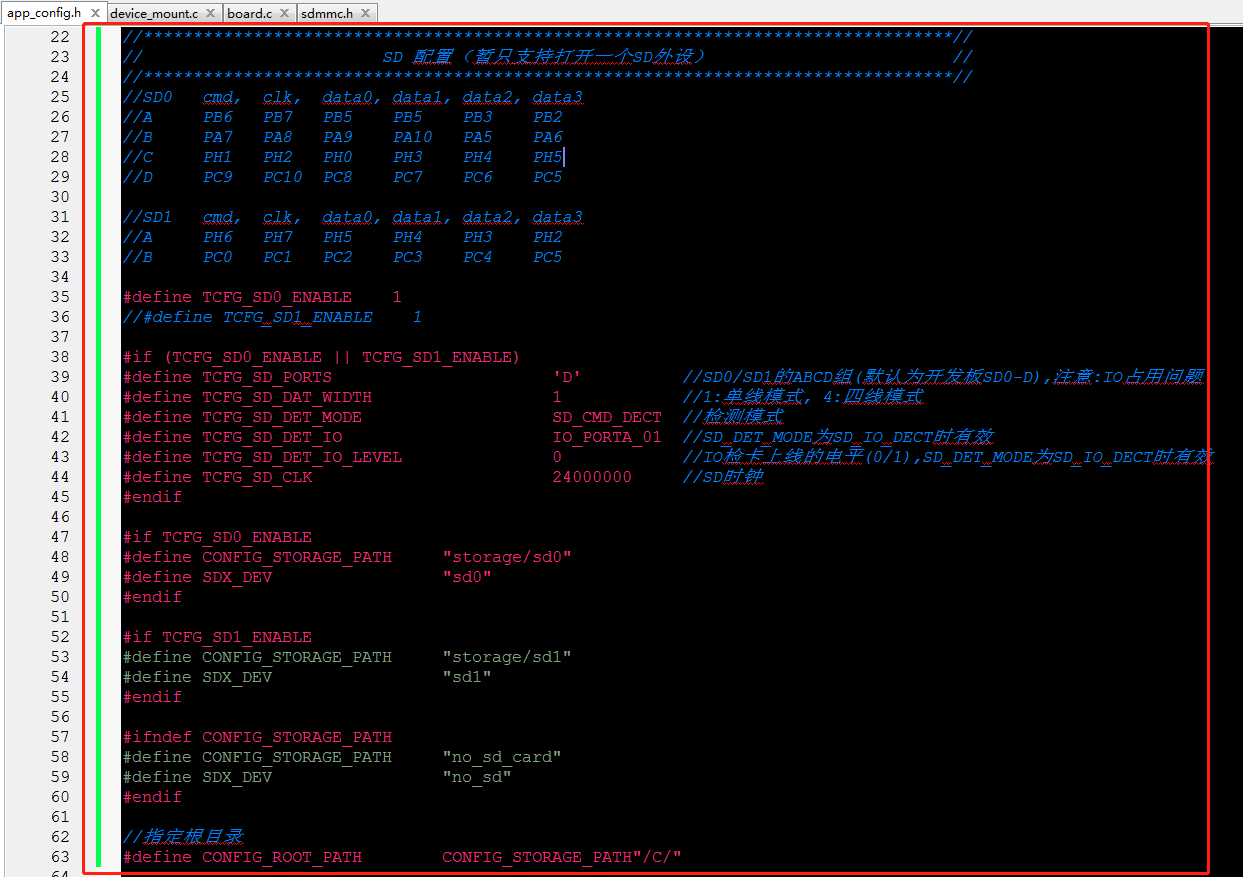 app_config.h device_mount.c board.c sdmmc.h
22 //*********************************************************************************//
23 // SD 配置（暂只支持打开一个SD外设） //
24 //*********************************************************************************//
25 //SD0 cmd, clk, data0, data1, data2, data3
26 //A PB6 PB7 PB5 PB5 PB3 PB2
27 //B PA7 PA8 PA9 PA10 PA5 PA6
28 //C PH1 PH2 PH0 PH3 PH4 PH5
29 //D PC9 PC10 PC8 PC7 PC6 PC5
30
31 //SD1 cmd, clk, data0, data1, data2, data3
32 //A PH6 PH7 PH5 PH4 PH3 PH2
33 //B PC0 PC1 PC2 PC3 PC4 PC5
34
35 #define TCFG_SD0_ENABLE 1
36 //#define TCFG_SD1_ENABLE 1
37
38 #if (TCFG_SD0_ENABLE || TCFG_SD1_ENABLE)
39 #define TCFG_SD_PORTS 'D' //SD0/SD1的ABCD组(默认为开发板SD0-D),注意:IO占用问题
40 #define TCFG_SD_DAT_WIDTH 1 //1:单线模式, 4:四线模式
41 #define TCFG_SD_DET_MODE SD_CMD_DECT //检测模式
42 #define TCFG_SD_DET_IO IO_PORTA_01 //SD_DET_MODE为SD_IO_DECT时有效
43 #define TCFG_SD_DET_IO_LEVEL 0 //IO检卡上线的电平(0/1),SD_DET_MODE为SD_IO_DECT时有效
44 #define TCFG_SD_CLK 24000000 //SD时钟
45 #endif
46
47 #if TCFG_SD0_ENABLE
48 #define CONFIG_STORAGE_PATH "storage/sd0"
49 #define SDX_DEV "sd0"
50 #endif
51
52 #if TCFG_SD1_ENABLE
53 #define CONFIG_STORAGE_PATH "storage/sd1"
54 #define SDX_DEV "sd1"
55 #endif
56
57 #ifndef CONFIG_STORAGE_PATH
58 #define CONFIG_STORAGE_PATH "no_sd_card"
59 #define SDX_DEV "no_sd"
60 #endif
61
62 //指定根目录
63 #define CONFIG_ROOT_PATH CONFIG_STORAGE_PATH"/C/"
64